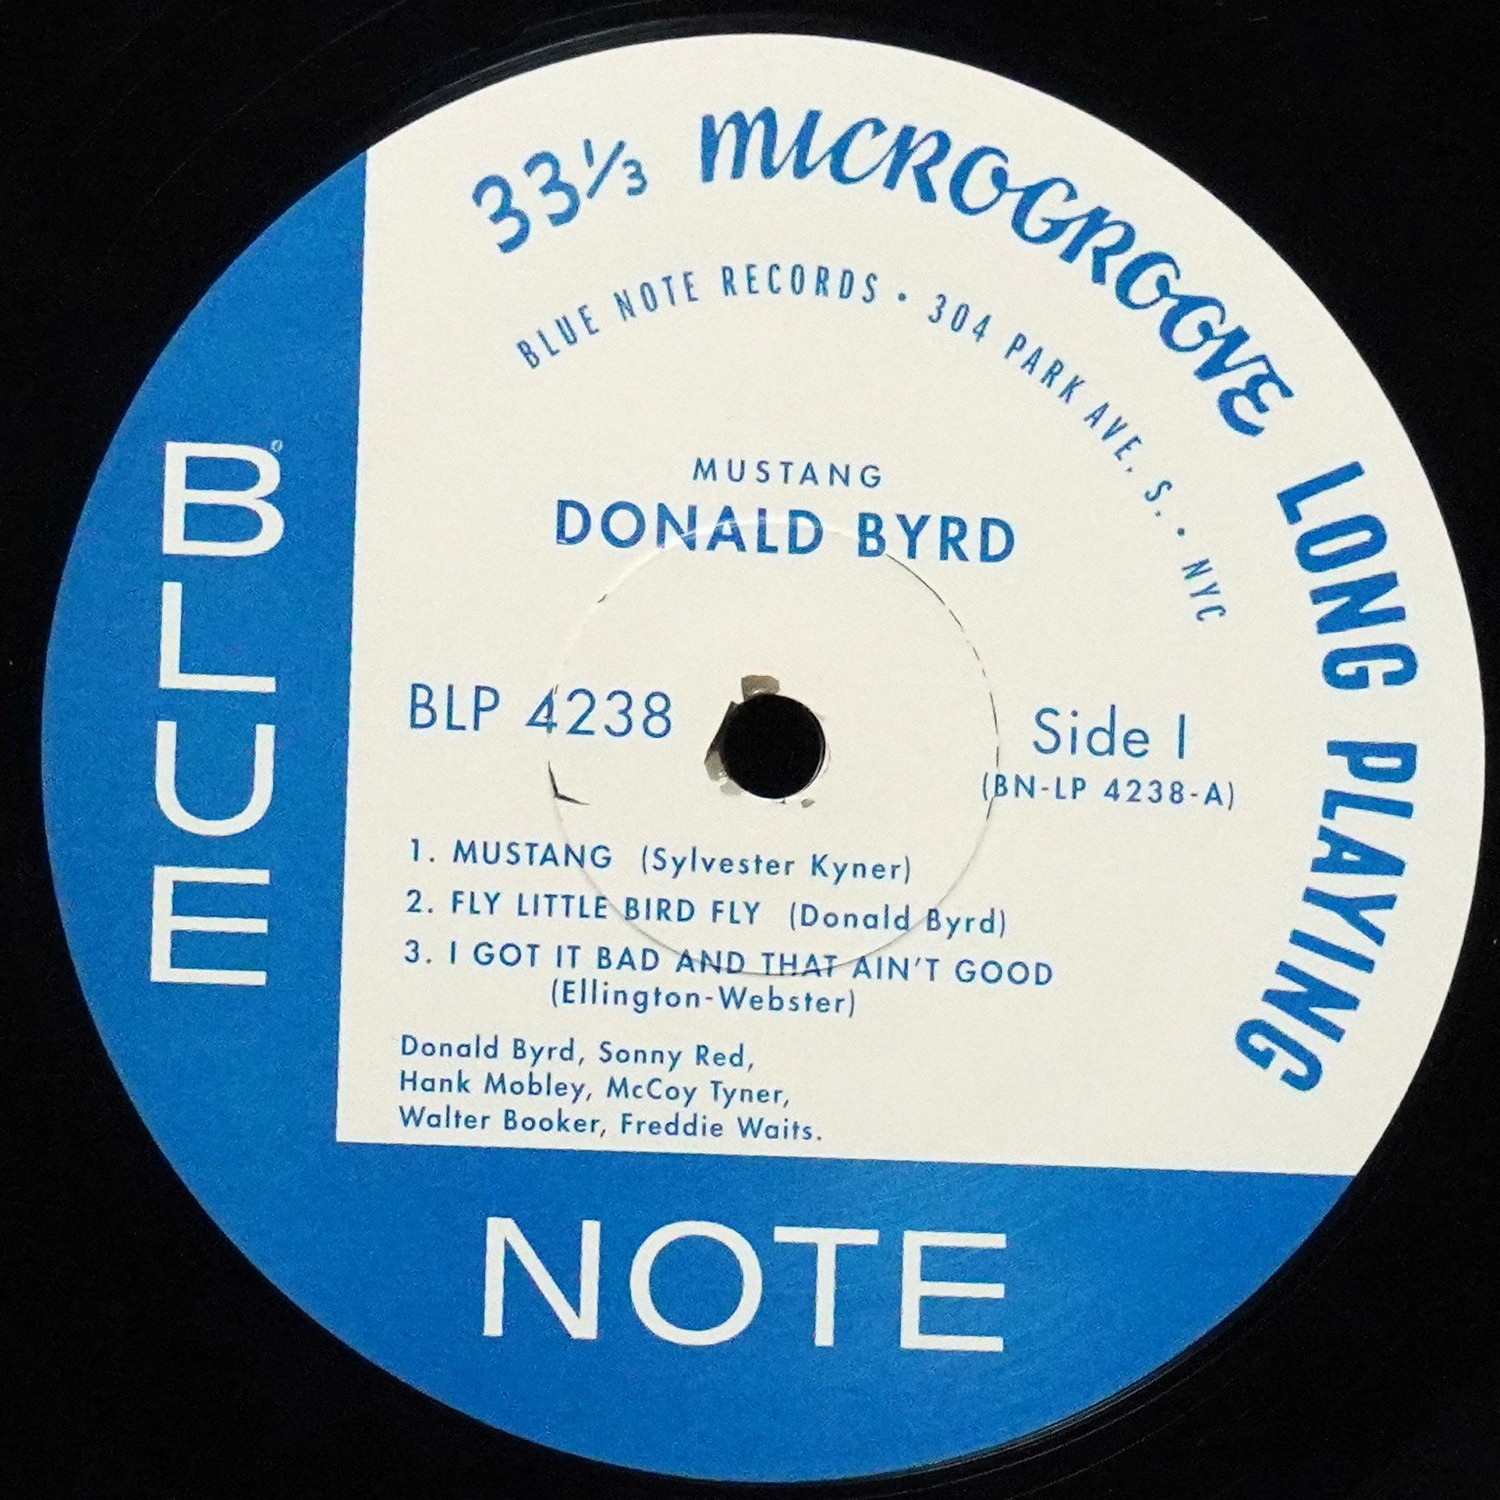 33⅓ MICROGROOVE LONG PLAYING
BLUE NOTE RECORDS • 304 PARK AVE. S. • NYC
MUSTANG
DONALD BYRD
BLP 4238
Side 1
(BN-LP 4238-A)
1. MUSTANG (Sylvester Kyner)
2. FLY LITTLE BIRD FLY (Donald Byrd)
3. I GOT IT BAD AND THAT AIN'T GOOD
(Ellington-Webster)
Donald Byrd, Sonny Red,
Hank Mobley, McCoy Tyner,
Walter Booker, Freddie Waits.
BLUE
®
NOTE